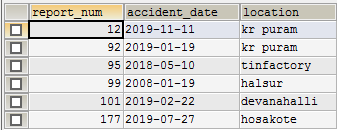 report_num accident_date location
12 2019-11-11 kr puram
92 2019-01-19 kr puram
95 2018-05-10 tinfactory
99 2008-01-19 halsur
101 2019-02-22 devanahalli
177 2019-07-27 hosakote